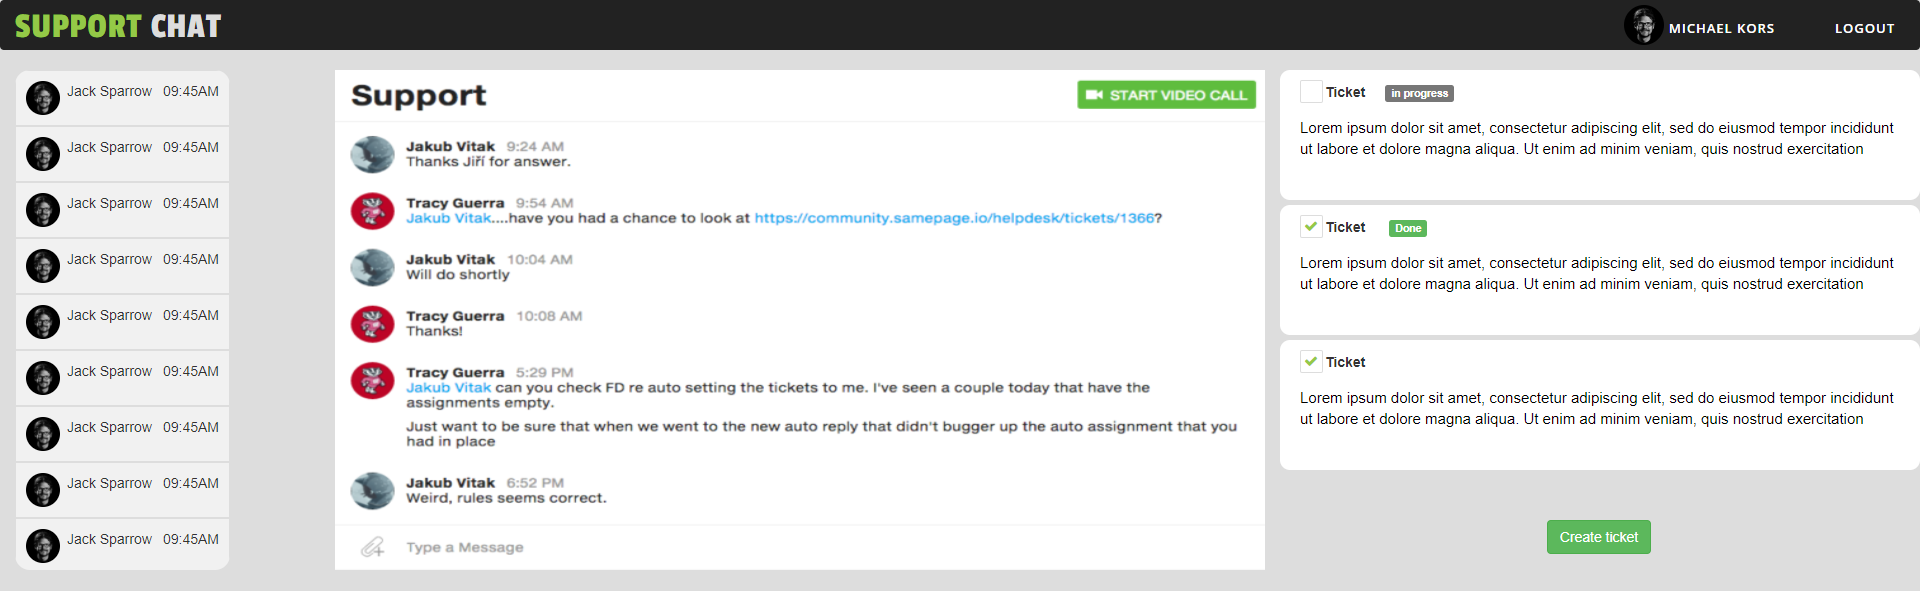 SUPPORT CHAT
MICHAEL KORS
LOGOUT
Jack Sparrow 09:45AM
Jack Sparrow 09:45AM
Jack Sparrow 09:45AM
Jack Sparrow 09:45AM
Jack Sparrow 09:45AM
Jack Sparrow 09:45AM
Jack Sparrow 09:45AM
Jack Sparrow 09:45AM
Jack Sparrow 09:45AM
Support
START VIDEO CALL
Jakub Vitak 9:24 AM
Thanks Jiří for answer.
Tracy Guerra 9:54 AM
Jakub Vitak....have you had a chance to look at https://community.samepage.io/helpdesk/tickets/1366?
Jakub Vitak 10:04 AM
Will do shortly
Tracy Guerra 10:08 AM
Thanks!
Tracy Guerra 5:29 PM
Jakub Vitak can you check FD re auto setting the tickets to me. I've seen a couple today that have the
assignments empty.
Just want to be sure that when we went to the new auto reply that didn't bugger up the auto assignment that you
had in place
Jakub Vitak 6:52 PM
Weird, rules seems correct.
Type a Message
Ticket in progress
Lorem ipsum dolor sit amet, consectetur adipiscing elit, sed do eiusmod tempor incididunt
ut labore et dolore magna aliqua. Ut enim ad minim veniam, quis nostrud exercitation
Ticket Done
Lorem ipsum dolor sit amet, consectetur adipiscing elit, sed do eiusmod tempor incididunt
ut labore et dolore magna aliqua. Ut enim ad minim veniam, quis nostrud exercitation
Ticket
Lorem ipsum dolor sit amet, consectetur adipiscing elit, sed do eiusmod tempor incididunt
ut labore et dolore magna aliqua. Ut enim ad minim veniam, quis nostrud exercitation
Create ticket